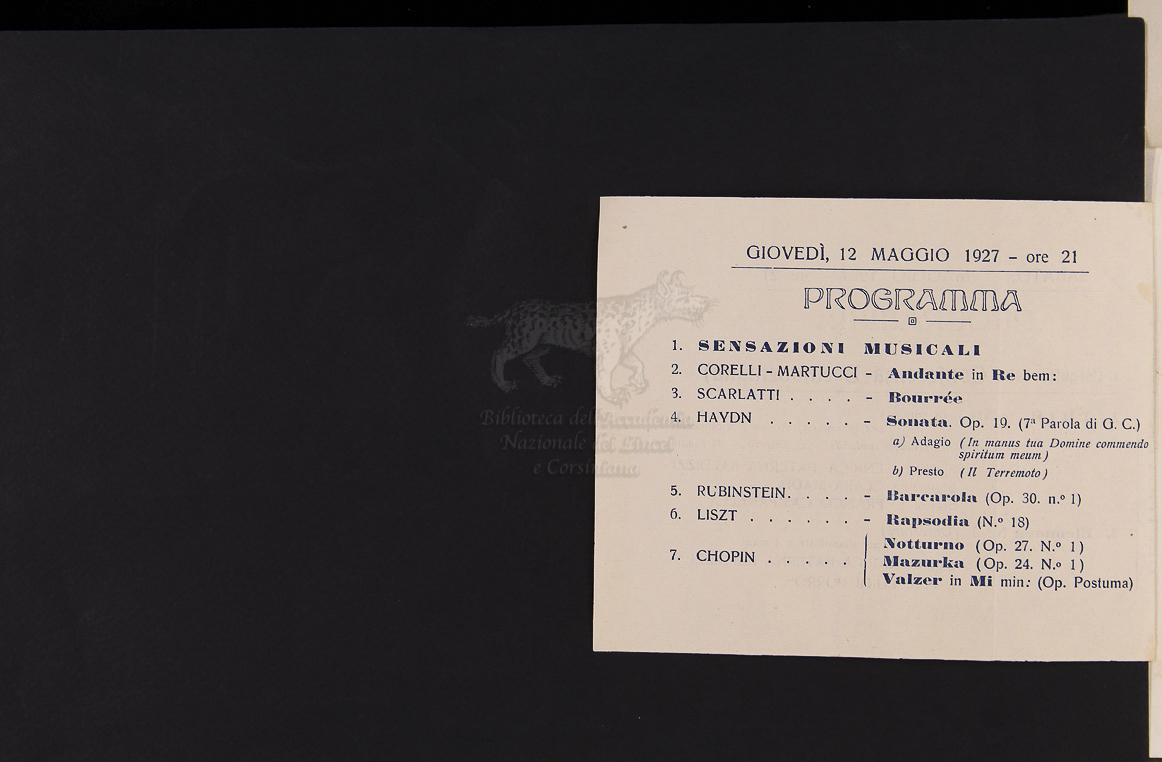 GIOVEDÌ, 12 MAGGIO 1927 - ore 21
PROGRAMMA
1. SENSAZIONI MUSICALI
2. CORELLI - MARTUCCI - Andante in Re bem:
3. SCARLATTI . . . . - Bourrée
4. HAYDN . . . . . - Sonata. Op. 19. (7ª Parola di G. C.)
a) Adagio (In manus tua Domine commendo
spiritum meum)
b) Presto (Il Terremoto)
5. RUBINSTEIN. . . . - Barcarola (Op. 30. n.º 1)
6. LISZT . . . . . . - Rapsodia (N.º 18)
7. CHOPIN . . . . .
Notturno (Op. 27. N.º 1)
Mazurka (Op. 24. N.º 1)
Valzer in Mi min: (Op. Postuma)
Biblioteca dell'Accademia
Nazionale dei Lincei
e Corsiniana